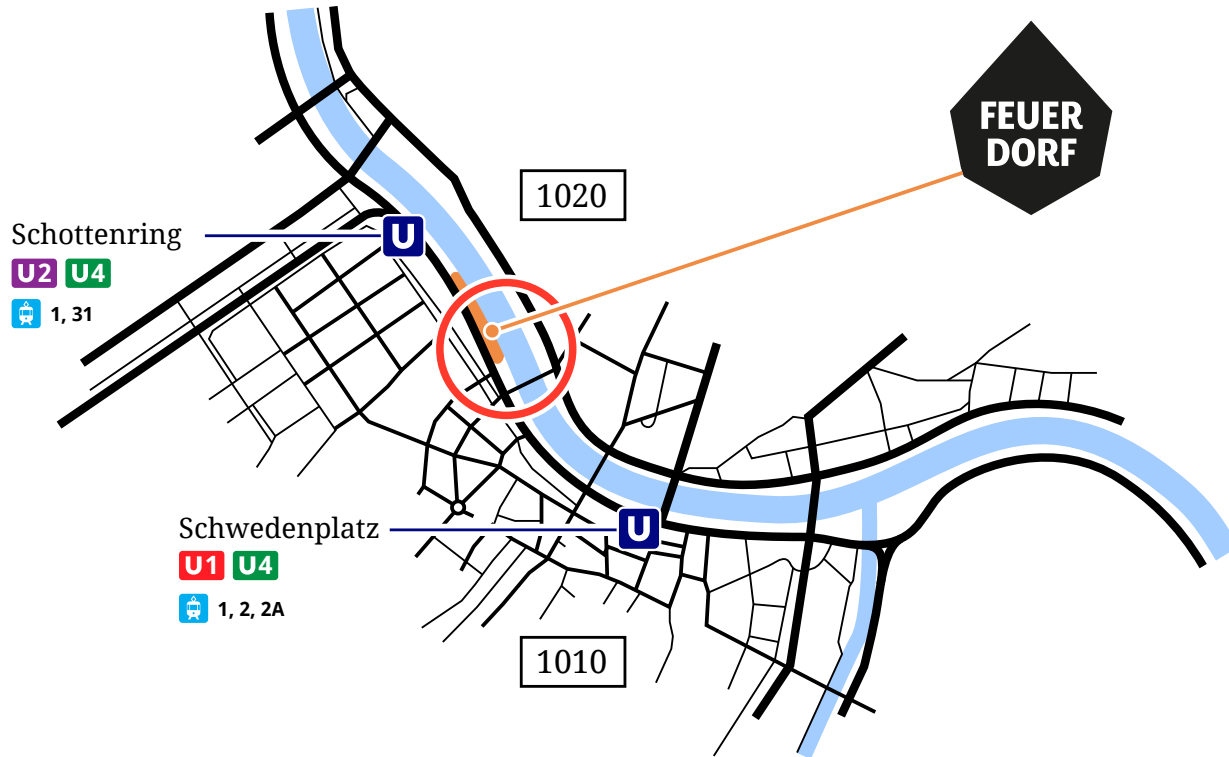 FEUER
DORF
1020
Schottenring
U
U2 U4
1, 31
Schwedenplatz
U
U1 U4
1, 2, 2A
1010